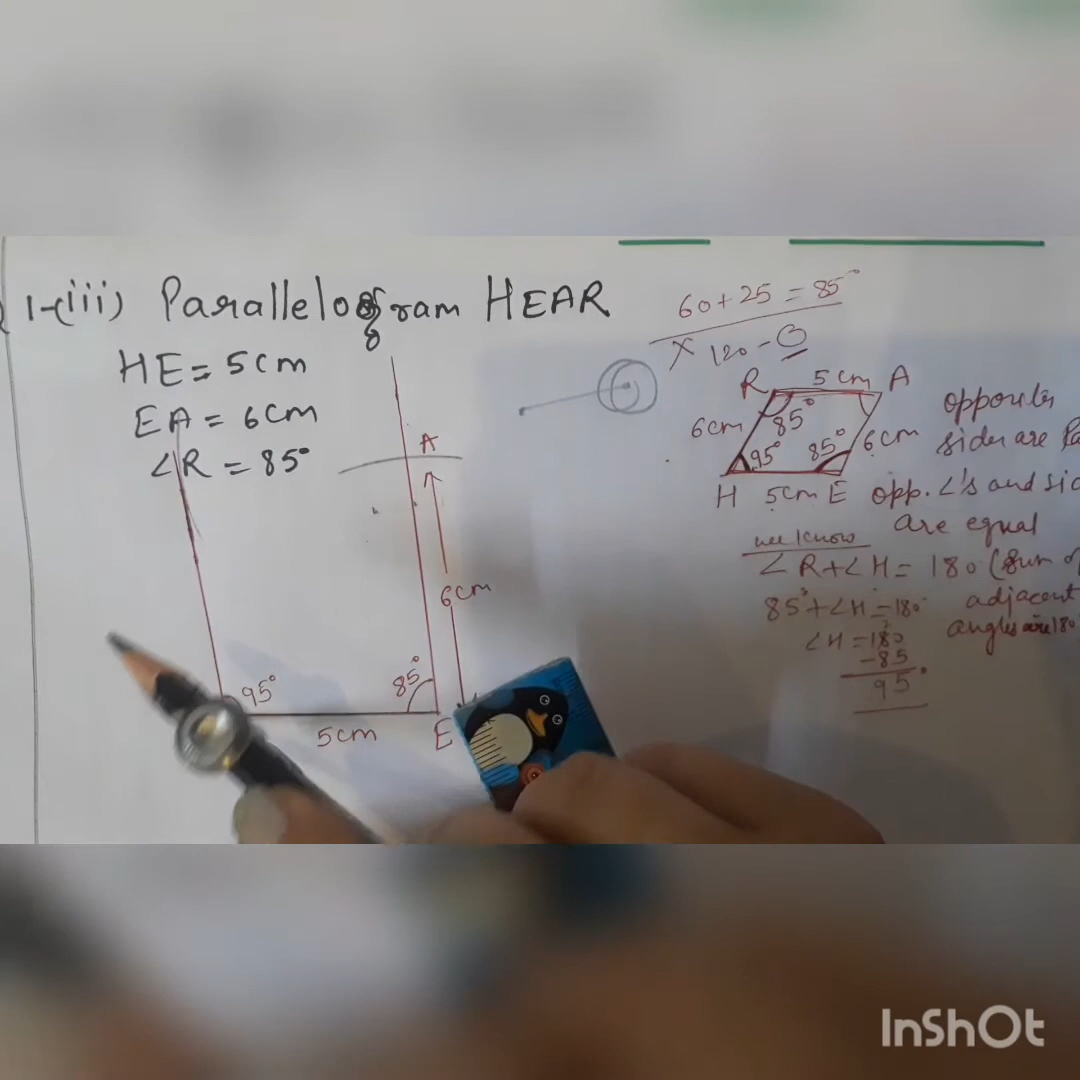 1-(iii) Parallelogram HEAR
HE = 5cm
EA = 6cm
∠R = 85°
A
6cm
95°
85°
5cm
E
60+25 = 85°
X 120 -
R 5cm A
6cm 85°
6cm
95° 85°
H 5cm E
opposites
sides are
opp. ∠'s and
are equal
we know
∠R+∠H = 180 (sum
85°+∠H = 180°
adjacent
angles are 180
∠H = 180
-85
95°
InShOt